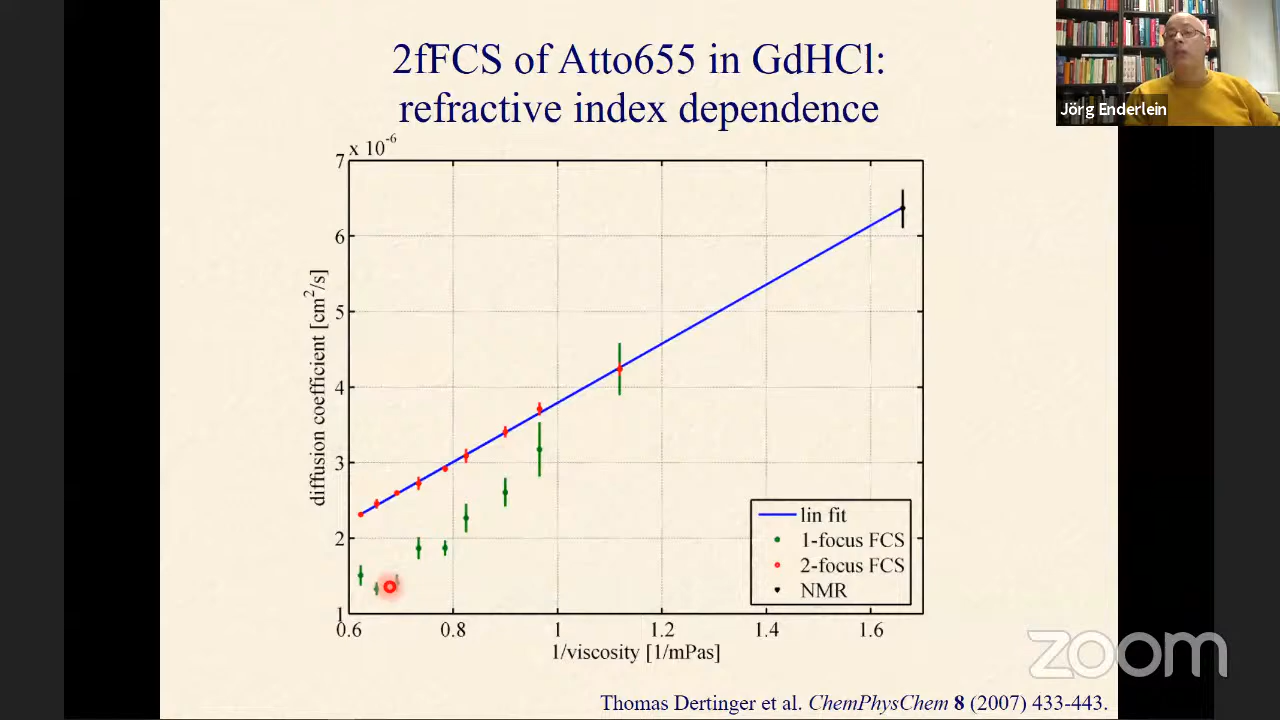 2fFCS of Atto655 in GdHCl:
refractive index dependence
Jörg Enderlein
x 10-6
7
6
5
4
3
2
1
diffusion coefficient [cm2/s]
0.6 0.8 1 1.2 1.4 1.6
1/viscosity [1/mPas]
lin fit
1-focus FCS
2-focus FCS
NMR
zoom
Thomas Dertinger et al. ChemPhysChem 8 (2007) 433-443.